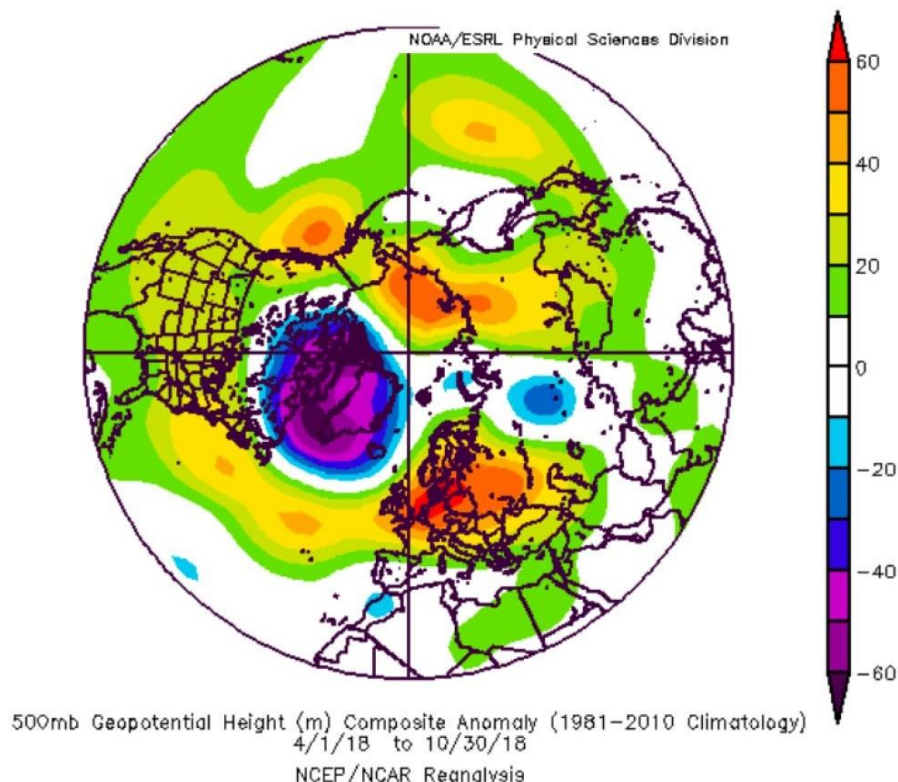 NOAA/ESRL Physical Sciences Division
60
40
20
0
-20
-40
-60
500mb Geopotential Height (m) Composite Anomaly (1981-2010 Climatology)
4/1/18 to 10/30/18
NCEP/NCAR Reanalysis